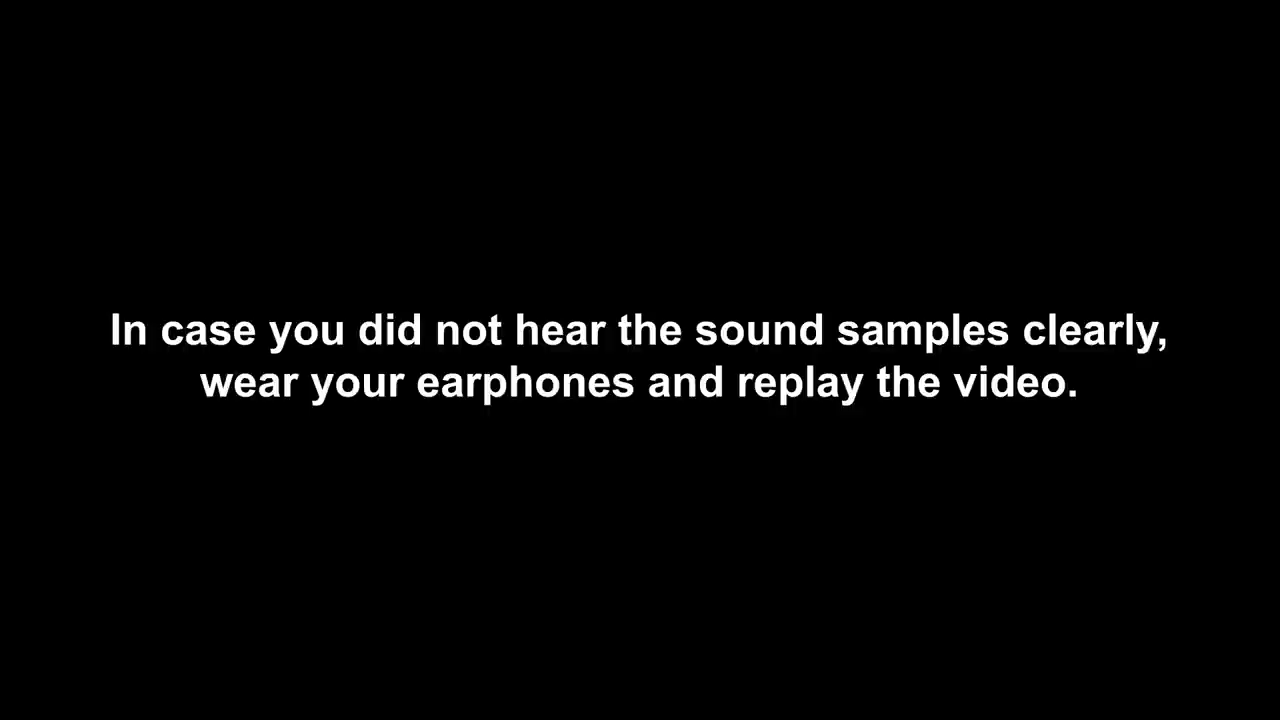 In case you did not hear the sound samples clearly,
wear your earphones and replay the video.